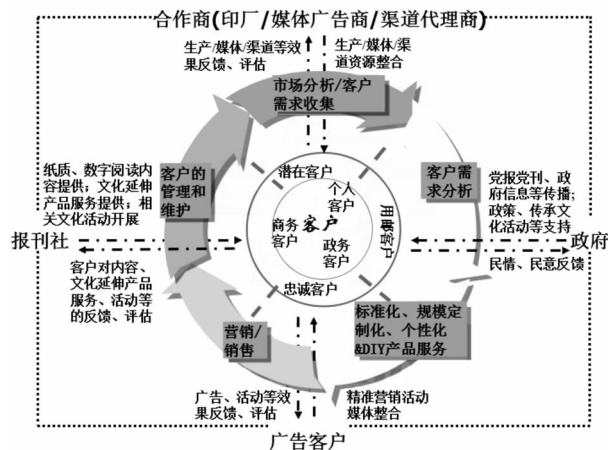 合作商(印厂/媒体广告商/渠道代理商)
生产/媒体/渠道等效
果反馈、评估
生产/媒体/渠
道资源整合
市场分析/客户
需求收集
纸质、数字阅读内
容提供；文化延伸
产品服务提供；相
关文化活动开展
客户的
管理和
维护
潜在客户
个人
客户
商务
客户
客户
政务
客户
用邮客户
忠诚客户
客户需
求分析
党报党刊、政
府信息等传播;
政策、传承文
化活动等支持
报刊社
政府
客户对内容、
文化延伸产品
服务、活动等
的反馈、评估
民情、民意反馈
营销/
销售
标准化、规模定
制化、个性化
&DIY产品服务
广告、活动等效
果反馈、评估
精准营销活动
媒体整合
广告客户